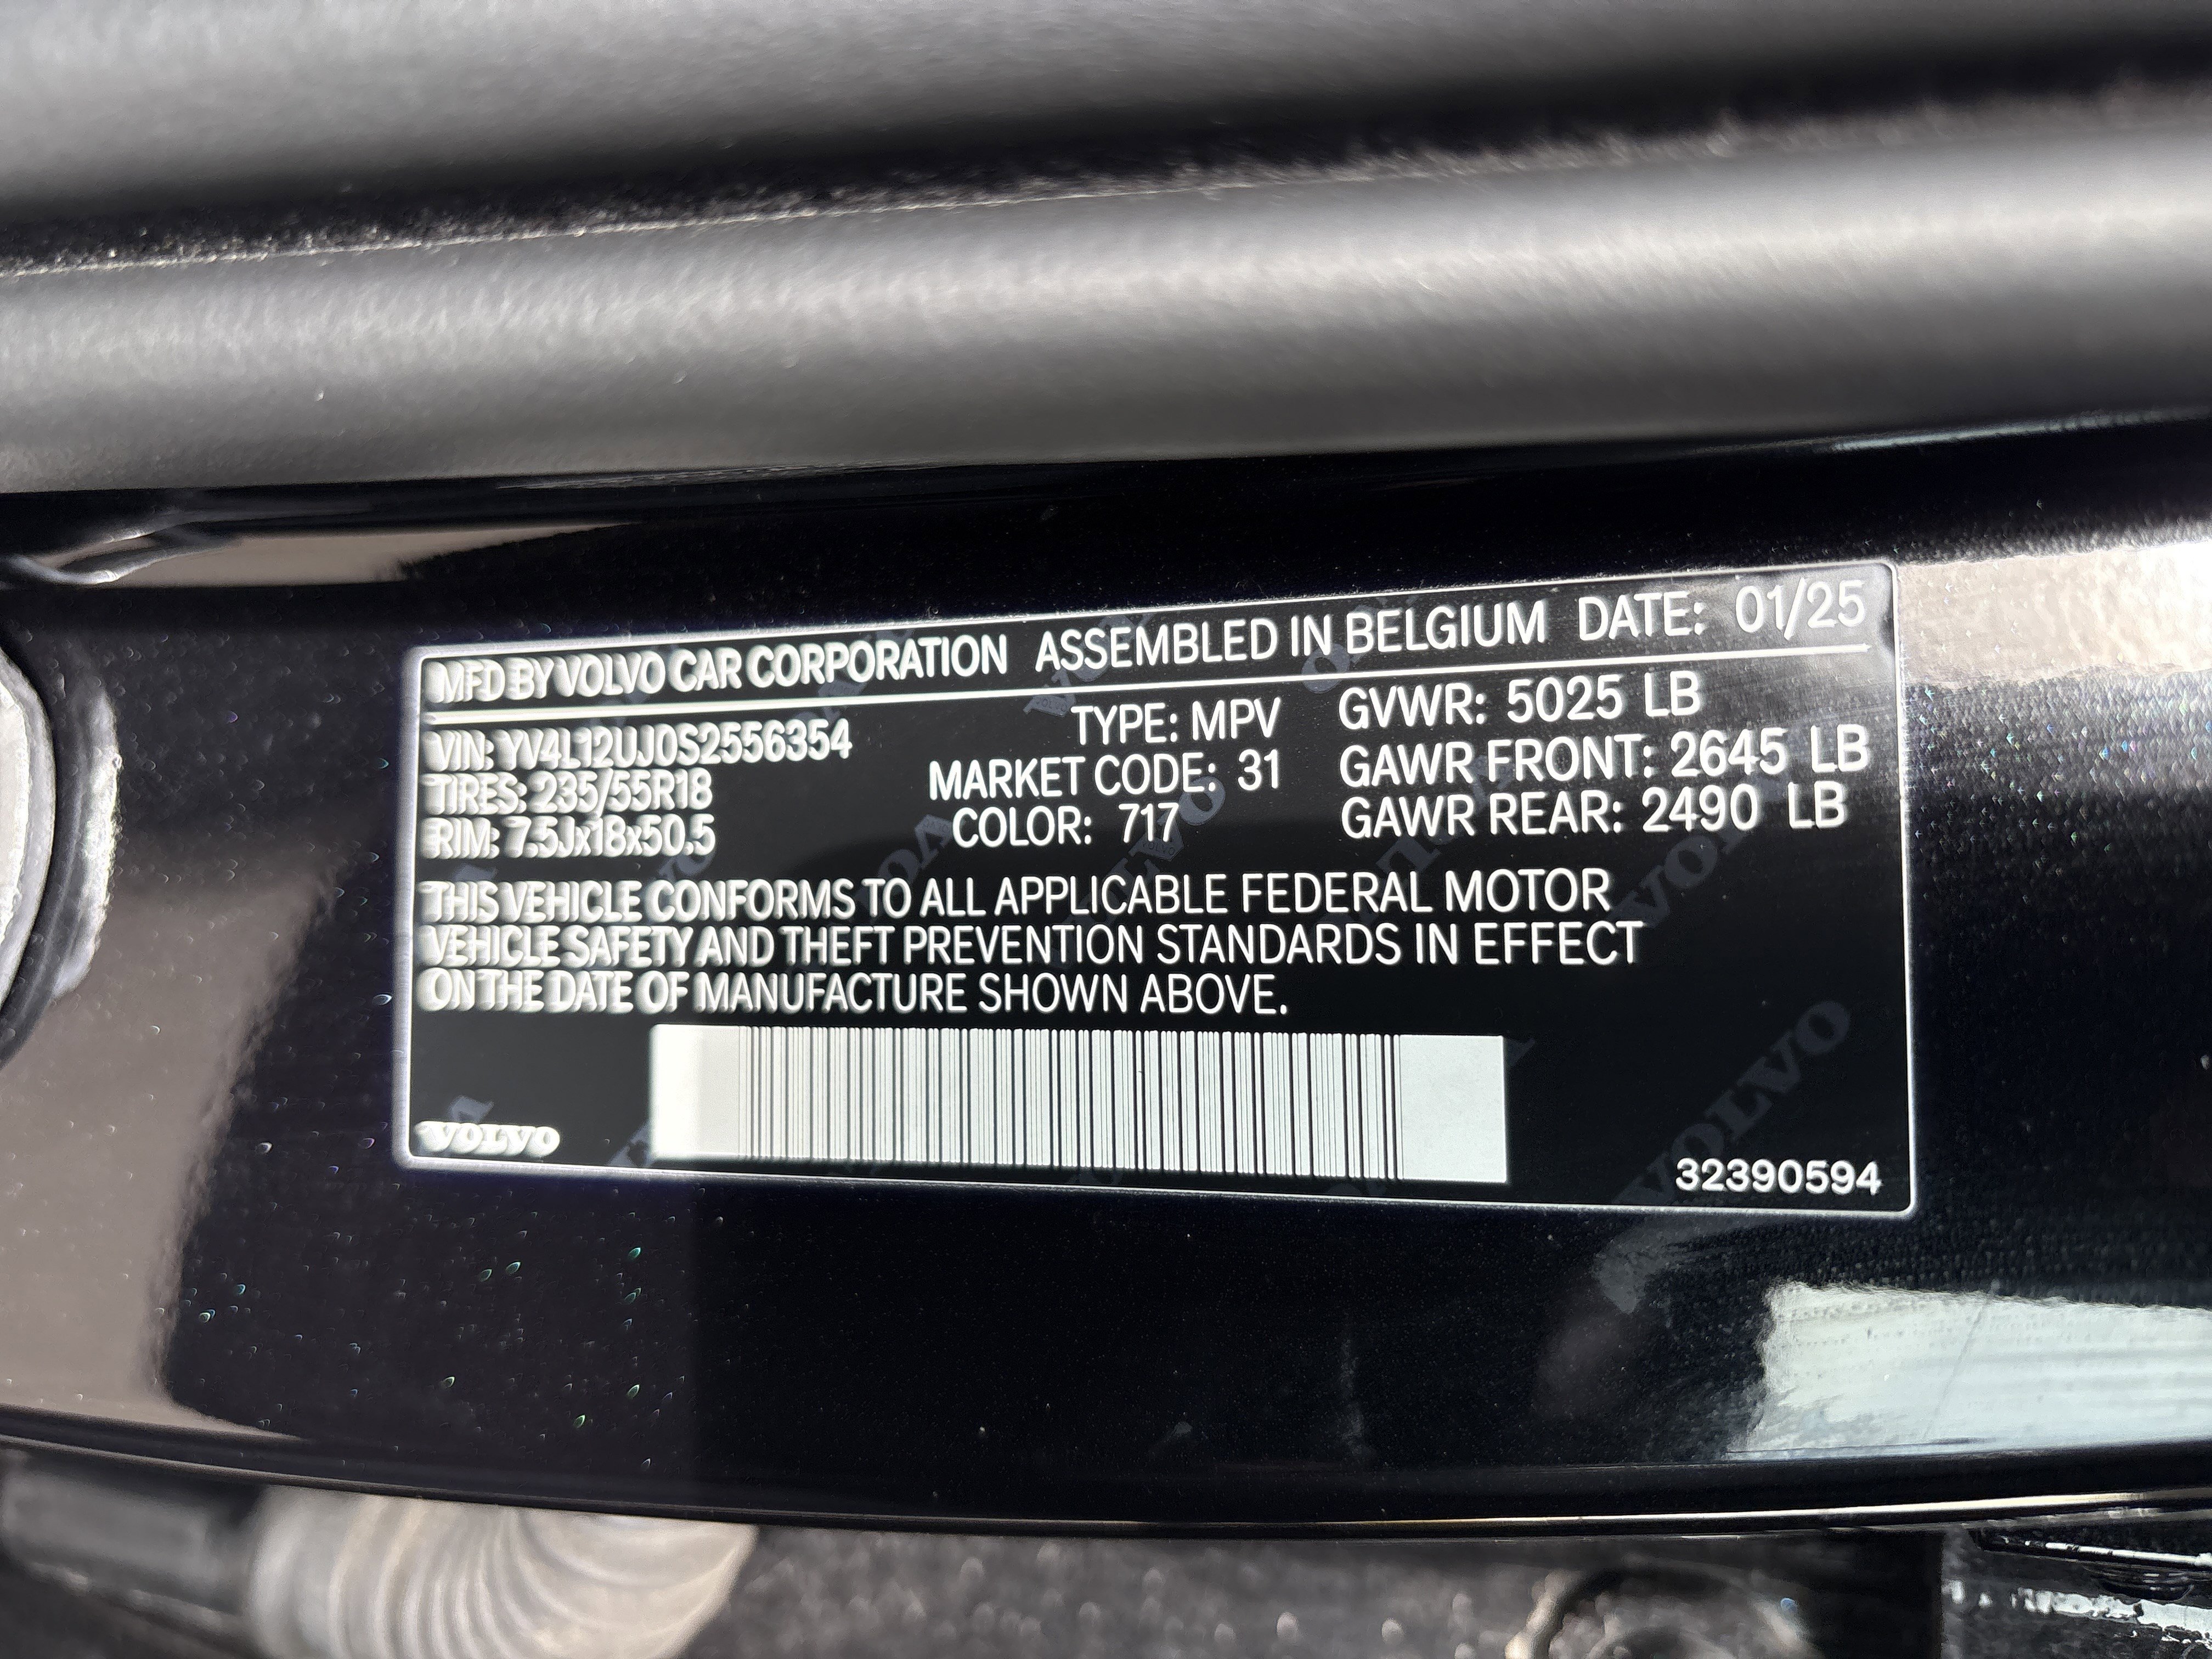 MFD BY VOLVO CAR CORPORATION ASSEMBLED IN BELGIUM DATE: 01/25
VIN: YV4L12UJ0S2556354
TIRES: 235/55R18
RIM: 7.5Jx18x50.5
TYPE: MPV
MARKET CODE: 31
COLOR: 717
GVWR: 5025 LB
GAWR FRONT: 2645 LB
GAWR REAR: 2490 LB
THIS VEHICLE CONFORMS TO ALL APPLICABLE FEDERAL MOTOR
VEHICLE SAFETY AND THEFT PREVENTION STANDARDS IN EFFECT
ON THE DATE OF MANUFACTURE SHOWN ABOVE.
VOLVO
32390594